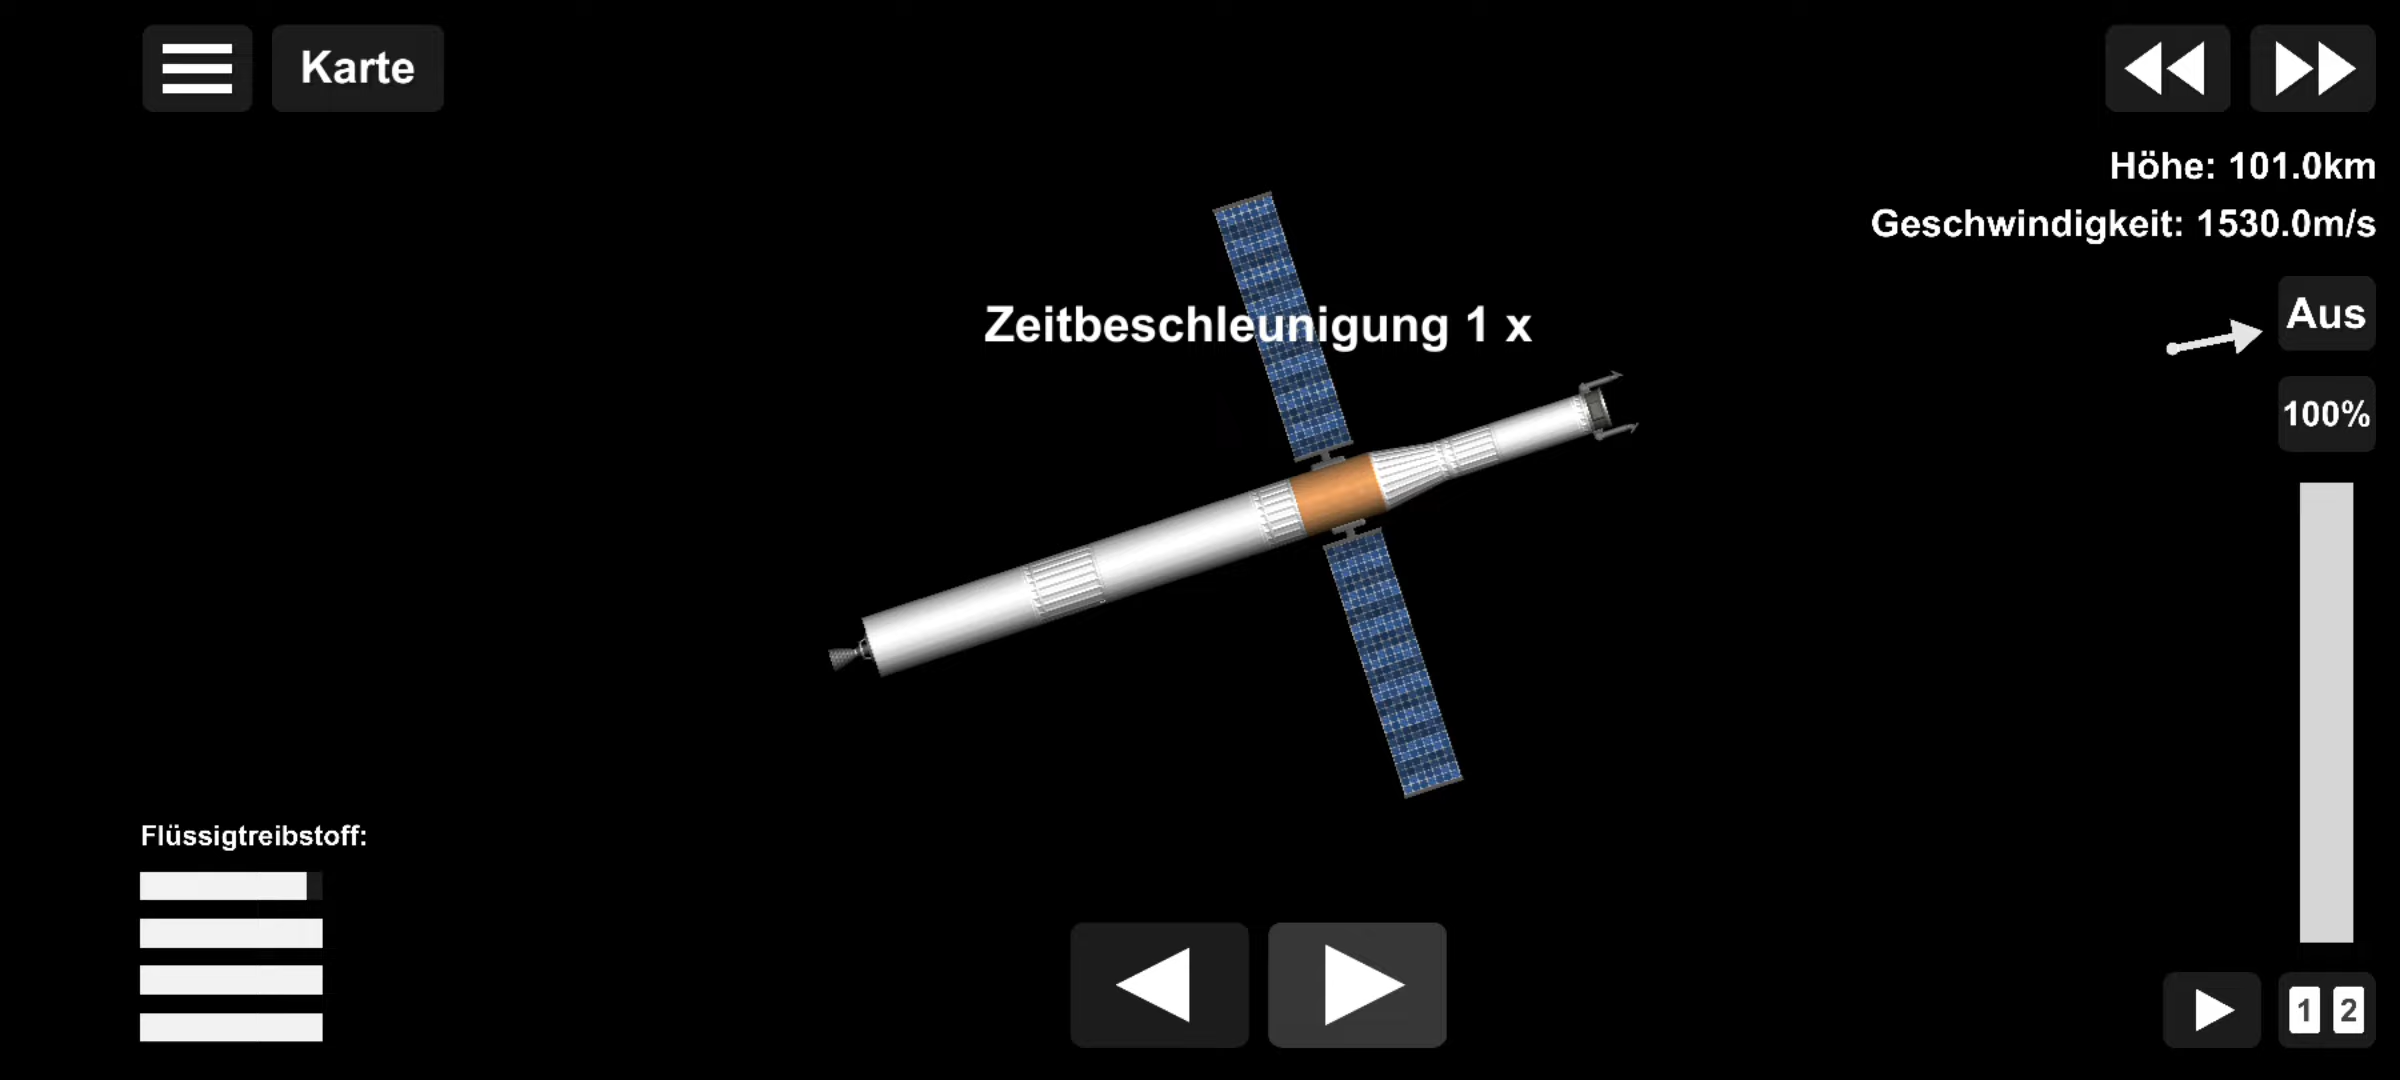 Karte
Höhe: 101.0km
Geschwindigkeit: 1530.0m/s
Zeitbeschleunigung 1 x
Aus
100%
Flüssigtreibstoff:
1 2